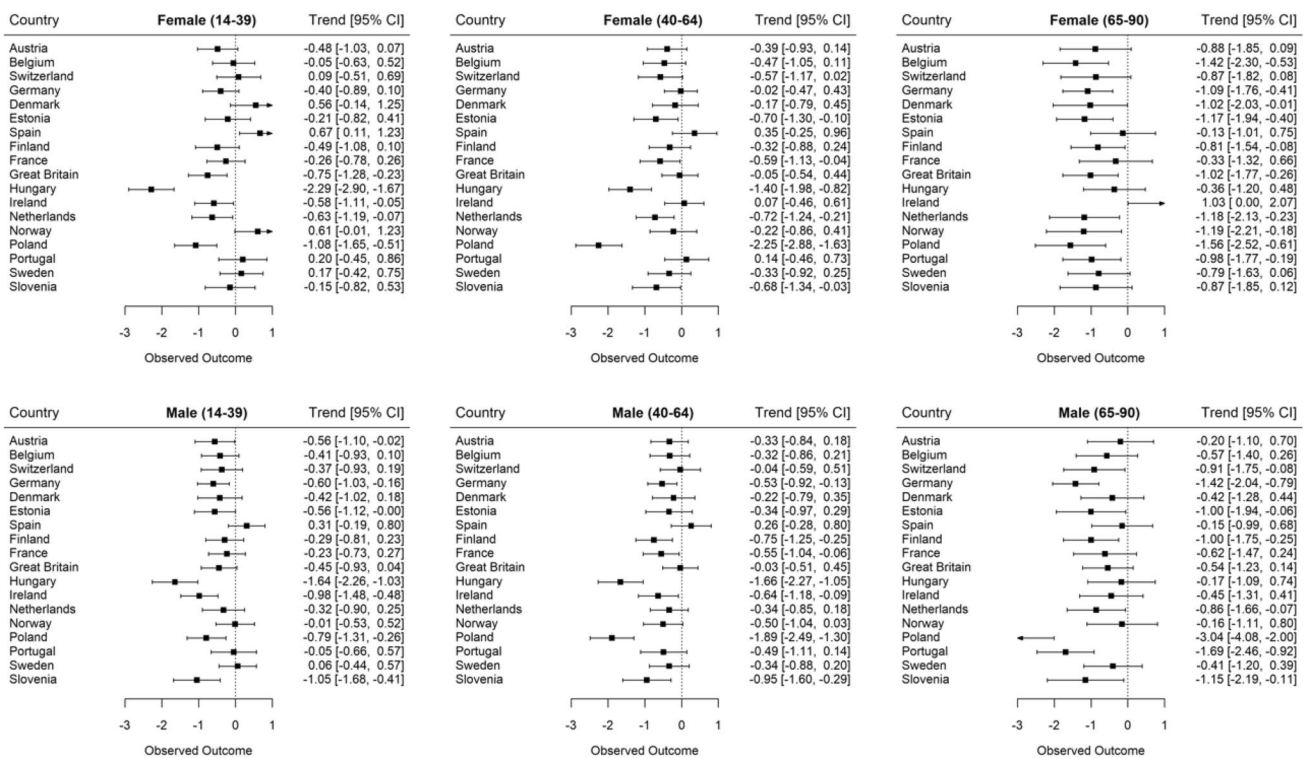 Country Female (14-39) Trend [95% CI]
Austria -0.48 [-1.03, 0.07]
Belgium -0.05 [-0.63, 0.52]
Switzerland 0.09 [-0.51, 0.69]
Germany -0.40 [-0.89, 0.10]
Denmark 0.56 [-0.14, 1.25]
Estonia -0.21 [-0.82, 0.41]
Spain 0.67 [ 0.11, 1.23]
Finland -0.49 [-1.08, 0.10]
France -0.26 [-0.78, 0.26]
Great Britain -0.75 [-1.28, -0.23]
Hungary -2.29 [-2.90, -1.67]
Ireland -0.58 [-1.11, -0.05]
Netherlands -0.63 [-1.19, -0.07]
Norway 0.61 [-0.01, 1.23]
Poland -1.08 [-1.65, -0.51]
Portugal 0.20 [-0.45, 0.86]
Sweden 0.17 [-0.42, 0.75]
Slovenia -0.15 [-0.82, 0.53]
-3 -2 -1 0 1
Observed Outcome
Country Female (40-64) Trend [95% CI]
Austria -0.39 [-0.93, 0.14]
Belgium -0.47 [-1.05, 0.11]
Switzerland -0.57 [-1.17, 0.02]
Germany -0.02 [-0.47, 0.43]
Denmark -0.17 [-0.79, 0.45]
Estonia -0.70 [-1.30, -0.10]
Spain 0.35 [-0.25, 0.96]
Finland -0.32 [-0.88, 0.24]
France -0.59 [-1.13, -0.04]
Great Britain -0.05 [-0.54, 0.44]
Hungary -1.40 [-1.98, -0.82]
Ireland 0.07 [-0.46, 0.61]
Netherlands -0.72 [-1.24, -0.21]
Norway -0.22 [-0.86, 0.41]
Poland -2.25 [-2.88, -1.63]
Portugal 0.14 [-0.46, 0.73]
Sweden -0.33 [-0.92, 0.25]
Slovenia -0.68 [-1.34, -0.03]
-3 -2 -1 0 1
Observed Outcome
Country Female (65-90) Trend [95% CI]
Austria -0.88 [-1.85, 0.09]
Belgium -1.42 [-2.30, -0.53]
Switzerland -0.87 [-1.82, 0.08]
Germany -1.09 [-1.76, -0.41]
Denmark -1.02 [-2.03, -0.01]
Estonia -1.17 [-1.94, -0.40]
Spain -0.13 [-1.01, 0.75]
Finland -0.81 [-1.54, -0.08]
France -0.33 [-1.32, 0.66]
Great Britain -1.02 [-1.77, -0.26]
Hungary -0.36 [-1.20, 0.48]
Ireland 1.03 [ 0.00, 2.07]
Netherlands -1.18 [-2.13, -0.23]
Norway -1.19 [-2.21, -0.18]
Poland -1.56 [-2.52, -0.61]
Portugal -0.98 [-1.77, -0.19]
Sweden -0.79 [-1.63, 0.06]
Slovenia -0.87 [-1.85, 0.12]
-3 -2 -1 0 1
Observed Outcome
Country Male (14-39) Trend [95% CI]
Austria -0.56 [-1.10, -0.02]
Belgium -0.41 [-0.93, 0.10]
Switzerland -0.37 [-0.93, 0.19]
Germany -0.60 [-1.03, -0.16]
Denmark -0.42 [-1.02, 0.18]
Estonia -0.56 [-1.12, -0.00]
Spain 0.31 [-0.19, 0.80]
Finland -0.29 [-0.81, 0.23]
France -0.23 [-0.73, 0.27]
Great Britain -0.45 [-0.93, 0.04]
Hungary -1.64 [-2.26, -1.03]
Ireland -0.98 [-1.48, -0.48]
Netherlands -0.32 [-0.90, 0.25]
Norway -0.01 [-0.53, 0.52]
Poland -0.79 [-1.31, -0.26]
Portugal -0.05 [-0.66, 0.57]
Sweden 0.06 [-0.44, 0.57]
Slovenia -1.05 [-1.68, -0.41]
-3 -2 -1 0 1
Observed Outcome
Country Male (40-64) Trend [95% CI]
Austria -0.33 [-0.84, 0.18]
Belgium -0.32 [-0.86, 0.21]
Switzerland -0.04 [-0.59, 0.51]
Germany -0.53 [-0.92, -0.13]
Denmark -0.22 [-0.79, 0.35]
Estonia -0.34 [-0.97, 0.29]
Spain 0.26 [-0.28, 0.80]
Finland -0.75 [-1.25, -0.25]
France -0.55 [-1.04, -0.06]
Great Britain -0.03 [-0.51, 0.45]
Hungary -1.66 [-2.27, -1.05]
Ireland -0.64 [-1.18, -0.09]
Netherlands -0.34 [-0.85, 0.18]
Norway -0.50 [-1.04, 0.03]
Poland -1.89 [-2.49, -1.30]
Portugal -0.49 [-1.11, 0.14]
Sweden -0.34 [-0.88, 0.20]
Slovenia -0.95 [-1.60, -0.29]
-3 -2 -1 0 1
Observed Outcome
Country Male (65-90) Trend [95% CI]
Austria -0.20 [-1.10, 0.70]
Belgium -0.57 [-1.40, 0.26]
Switzerland -0.91 [-1.75, -0.08]
Germany -1.42 [-2.04, -0.79]
Denmark -0.42 [-1.28, 0.44]
Estonia -1.00 [-1.94, -0.06]
Spain -0.15 [-0.99, 0.68]
Finland -1.00 [-1.75, -0.25]
France -0.62 [-1.47, 0.24]
Great Britain -0.54 [-1.23, 0.14]
Hungary -0.17 [-1.09, 0.74]
Ireland -0.45 [-1.31, 0.41]
Netherlands -0.86 [-1.66, -0.07]
Norway -0.16 [-1.11, 0.80]
Poland -3.04 [-4.08, -2.00]
Portugal -1.69 [-2.46, -0.92]
Sweden -0.41 [-1.20, 0.39]
Slovenia -1.15 [-2.19, -0.11]
-3 -2 -1 0 1
Observed Outcome